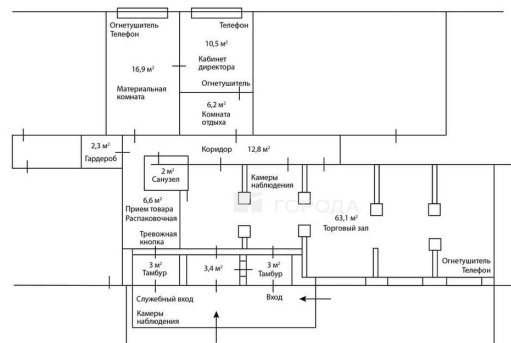 Огнетушитель
Телефон
16,9 м²
Материальная
комната
Телефон
10,5 м²
Кабинет
директора
Огнетушитель
6,2 м²
Комната
отдыха
2,3 м²
Гардероб
Коридор 12,8 м²
2 м²
Санузел
Камеры
наблюдения
6,6 м²
Прием товара
Распаковочная
ГОРОДА
63,1 м²
Торговый зал
Тревожная
кнопка
3 м²
Тамбур
3,4 м²
3 м²
Тамбур
Огнетушитель
Телефон
Служебный вход
Вход
Камеры
наблюдения